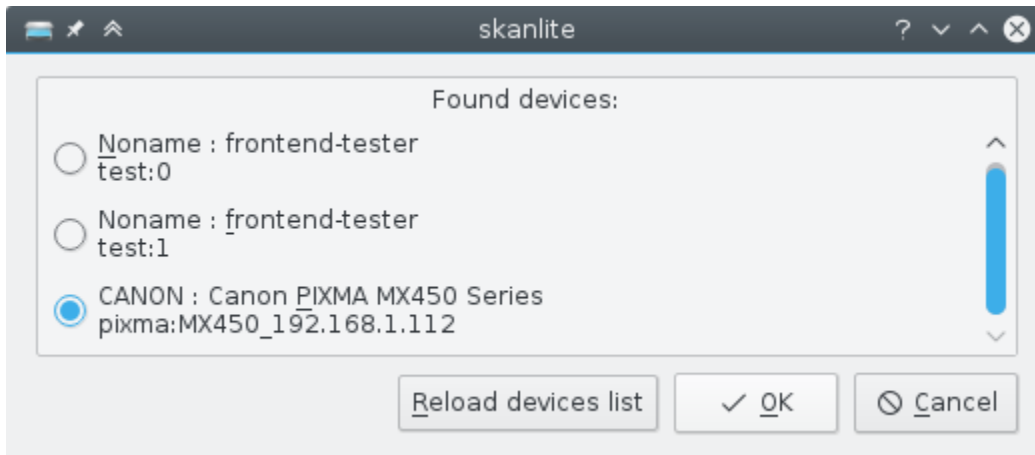 skanlite
Found devices:
Noname : frontend-tester
test:0
Noname : frontend-tester
test:1
CANON : Canon PIXMA MX450 Series
pixma:MX450_192.168.1.112
Reload devices list
OK
Cancel